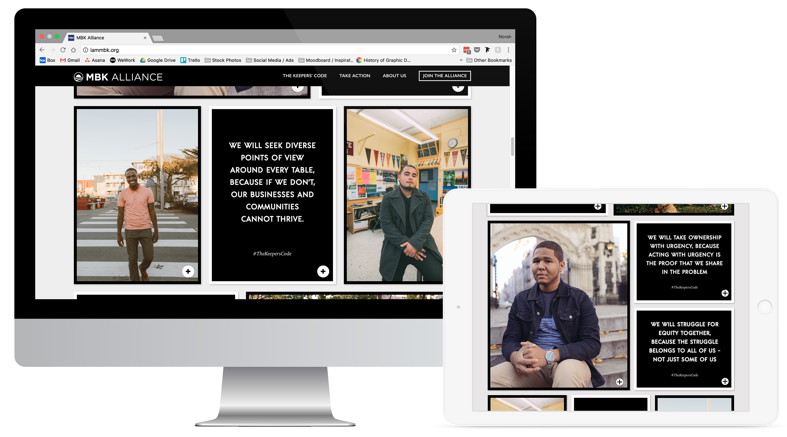 MBK Alliance
Norah
iammbk.org
Box
Gmail
Asana
WeWork
Google Drive
Trello
Stock Photos
Social Media / Ads
Moodboard / Inspirat...
History of Graphic D...
Other Bookmarks
MBK ALLIANCE
THE KEEPERS' CODE
TAKE ACTION
ABOUT US
JOIN THE ALLIANCE
WE WILL SEEK DIVERSE
POINTS OF VIEW
AROUND EVERY TABLE,
BECAUSE IF WE DON'T,
OUR BUSINESSES AND
COMMUNITIES
CANNOT THRIVE.
#TheKeepersCode
WE WILL TAKE OWNERSHIP
WITH URGENCY, BECAUSE
ACTING WITH URGENCY IS
THE PROOF THAT WE SHARE
IN THE PROBLEM
#TheKeepersCode
WE WILL STRUGGLE FOR
EQUITY TOGETHER,
BECAUSE THE STRUGGLE
BELONGS TO ALL OF US -
NOT JUST SOME OF US
#TheKeepersCode